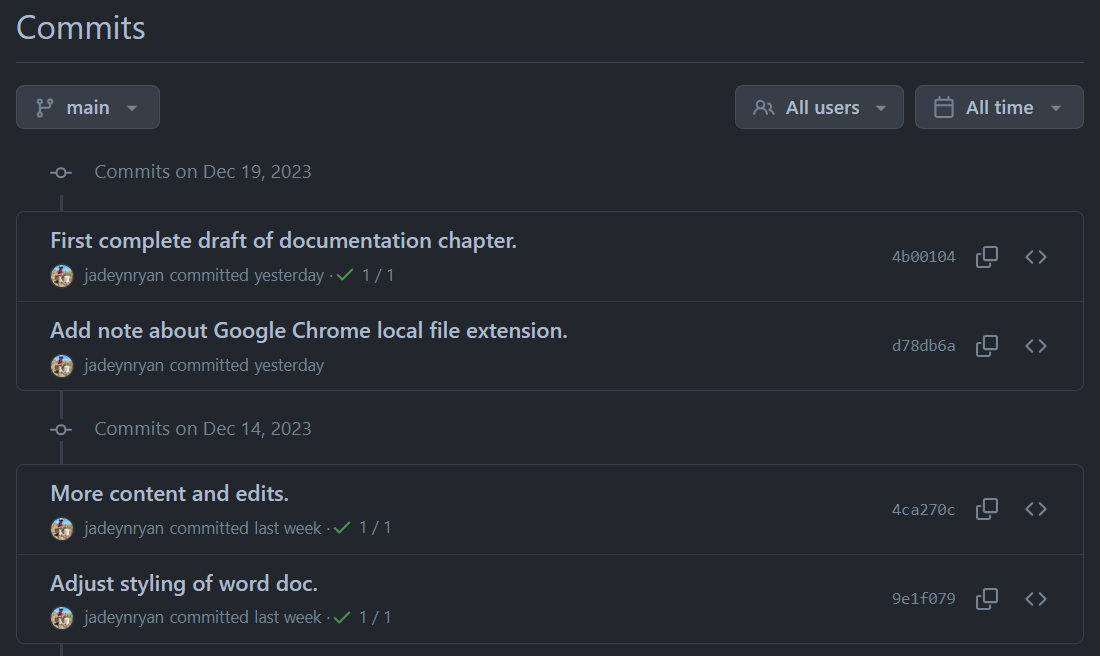 Commits
main
All users
All time
Commits on Dec 19, 2023
First complete draft of documentation chapter.
4b00104
jadeynryan committed yesterday · 1 / 1
Add note about Google Chrome local file extension.
d78db6a
jadeynryan committed yesterday
Commits on Dec 14, 2023
More content and edits.
4ca270c
jadeynryan committed last week · 1 / 1
Adjust styling of word doc.
9e1f079
jadeynryan committed last week · 1 / 1